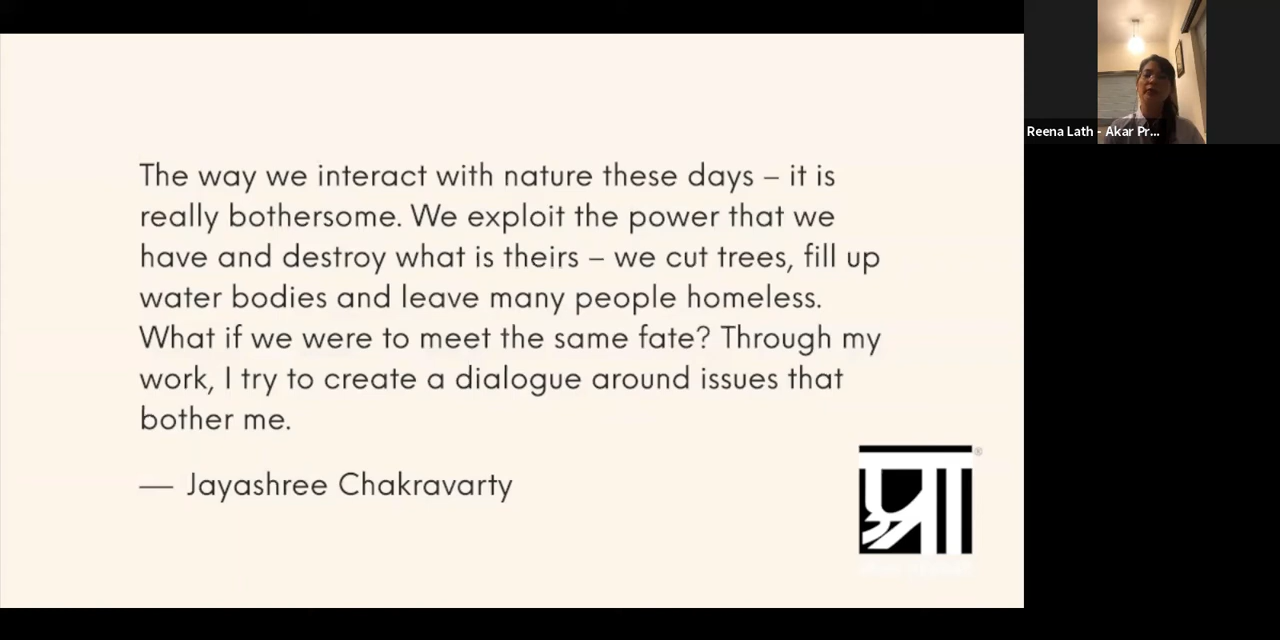 The way we interact with nature these days – it is
really bothersome. We exploit the power that we
have and destroy what is theirs – we cut trees, fill up
water bodies and leave many people homeless.
What if we were to meet the same fate? Through my
work, I try to create a dialogue around issues that
bother me.
— Jayashree Chakravarty
प्रा
®
Reena Lath - Akar Pr...